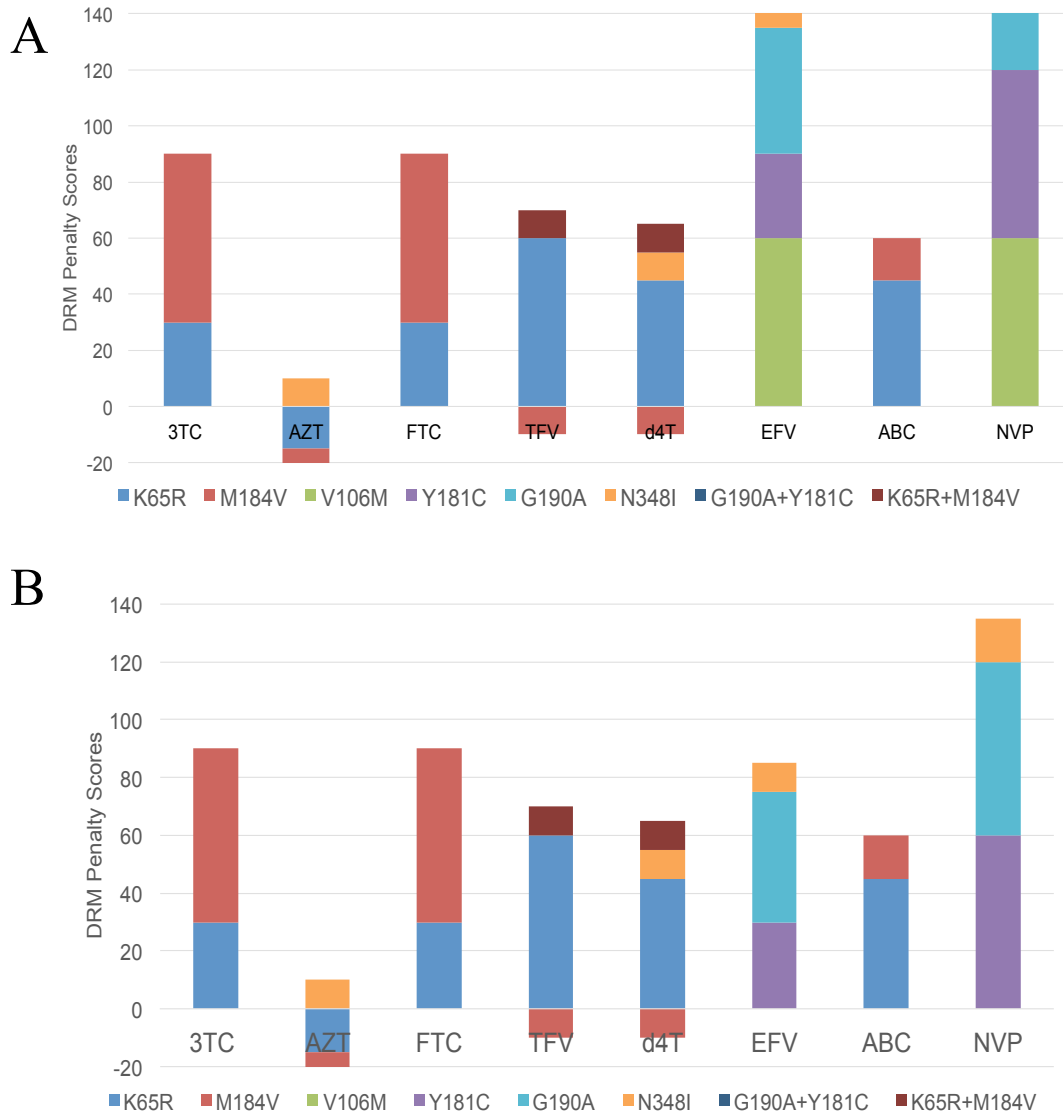 A
140
120
100
80
60
40
20
0
-20
DRM Penalty Scores
3TC AZT FTC TFV d4T EFV ABC NVP
K65R M184V V106M Y181C G190A N348I G190A+Y181C K65R+M184V
B
140
120
100
80
60
40
20
0
-20
DRM Penalty Scores
3TC AZT FTC TFV d4T EFV ABC NVP
K65R M184V V106M Y181C G190A N348I G190A+Y181C K65R+M184V